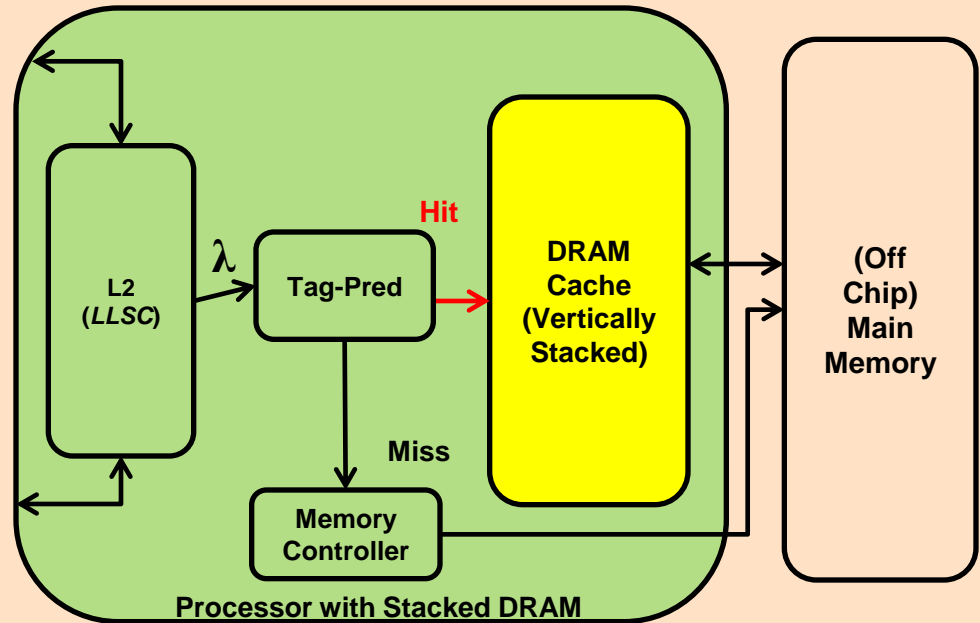 L2
(LLSC)
λ
Tag-Pred
Hit
Miss
Memory
Controller
DRAM
Cache
(Vertically
Stacked)
(Off
Chip)
Main
Memory
Processor with Stacked DRAM